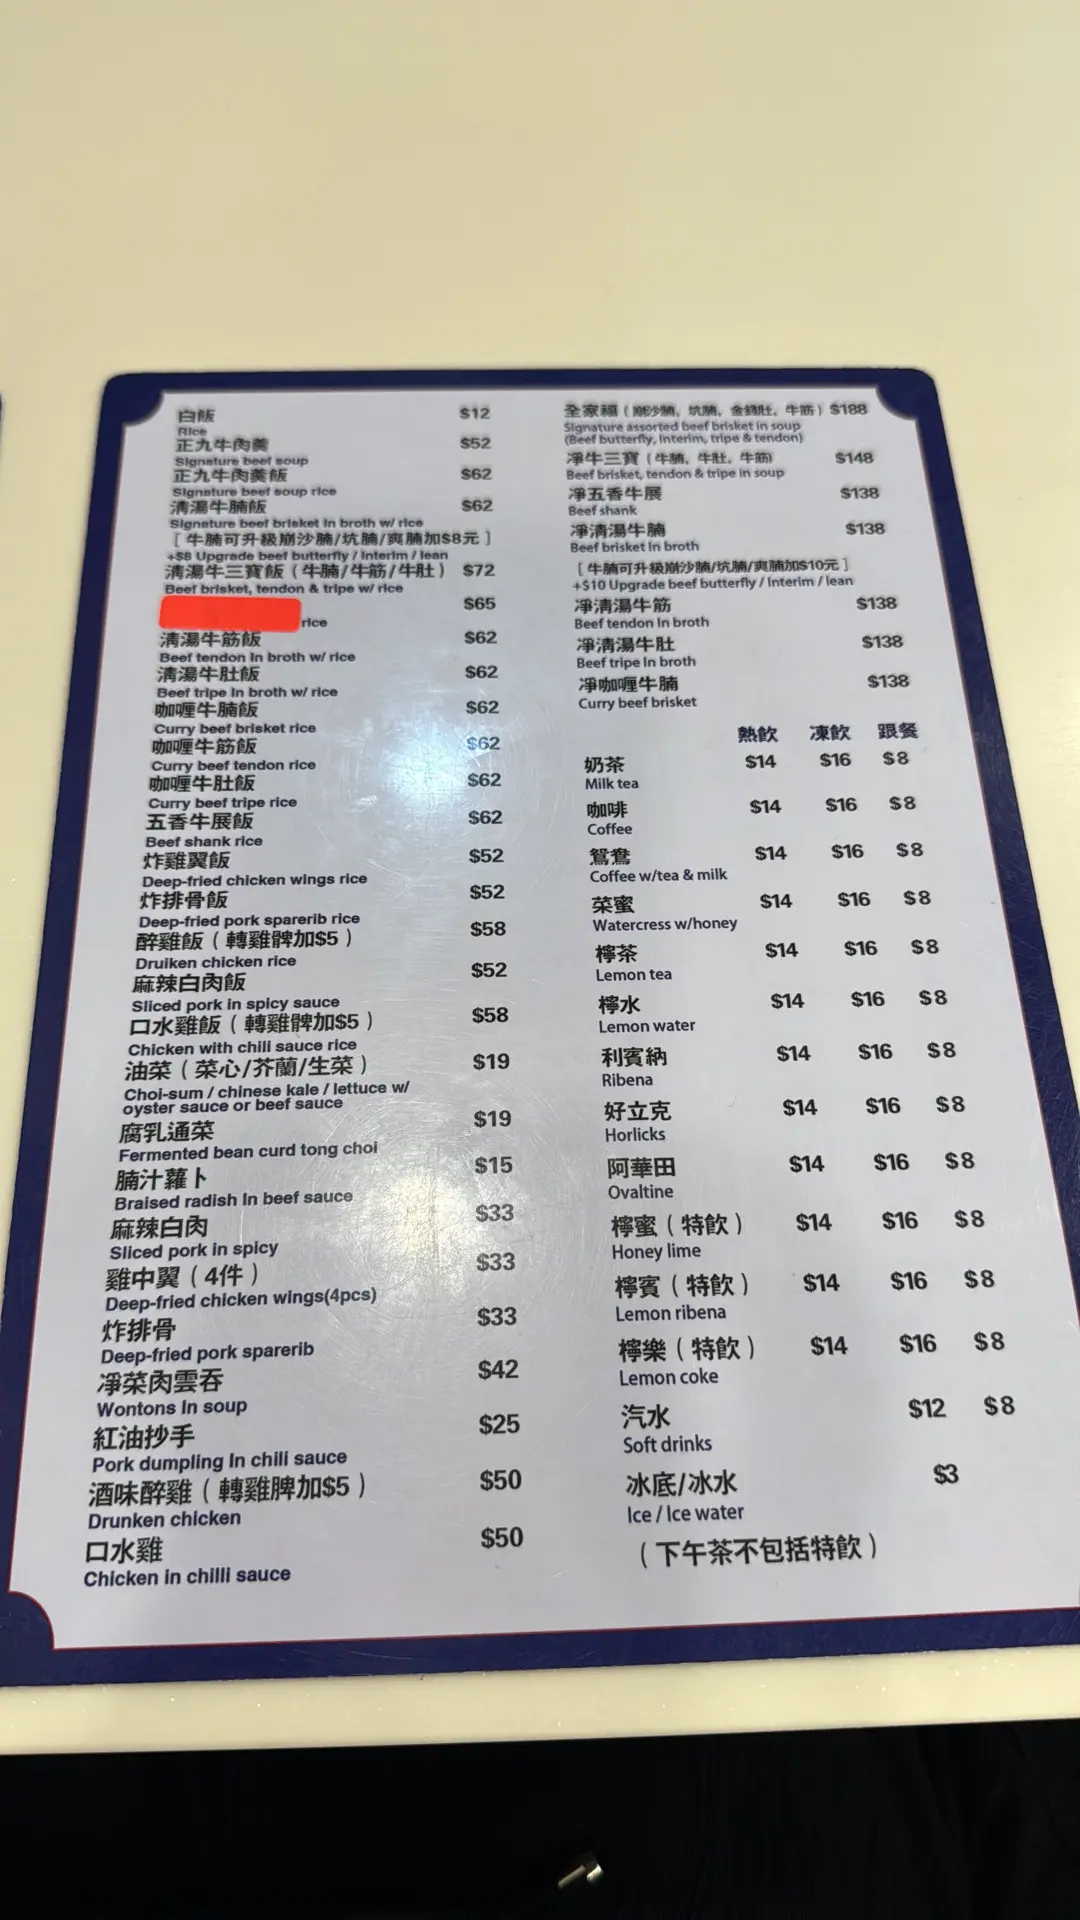 白飯 $12
Rice
正九牛肉羹 $52
Signature beef soup
正九牛肉羹飯 $62
Signature beef soup rice
清湯牛腩飯 $62
Signature beef brisket In broth w/ rice
[ 牛腩可升級崩沙腩/坑腩/爽腩加$8元 ]
+$8 Upgrade beef butterfly / Interim / lean
清湯牛三寶飯 ( 牛腩/牛筋/牛肚 ) $72
Beef brisket, tendon & tripe w/ rice
$65
rice
清湯牛筋飯 $62
Beef tendon In broth w/ rice
清湯牛肚飯 $62
Beef tripe In broth w/ rice
咖喱牛腩飯 $62
Curry beef brisket rice
咖喱牛筋飯 $62
Curry beef tendon rice
咖喱牛肚飯 $62
Curry beef tripe rice
五香牛展飯 $62
Beef shank rice
炸雞翼飯 $52
Deep-fried chicken wings rice
炸排骨飯 $52
Deep-fried pork sparerib rice
醉雞飯 ( 轉雞髀加$5 ) $58
Druiken chicken rice
麻辣白肉飯 $52
Sliced pork in spicy sauce
口水雞飯 ( 轉雞髀加$5 ) $58
Chicken with chili sauce rice
油菜 ( 菜心/芥蘭/生菜 ) $19
Choi-sum / chinese kale / lettuce w/
oyster sauce or beef sauce
腐乳通菜 $19
Fermented bean curd tong choi
腩汁蘿卜 $15
Braised radish In beef sauce
麻辣白肉 $33
Sliced pork in spicy
雞中翼 ( 4件 ) $33
Deep-fried chicken wings(4pcs)
炸排骨 $33
Deep-fried pork sparerib
凈菜肉雲吞 $42
Wontons In soup
紅油抄手 $25
Pork dumpling In chili sauce
酒味醉雞 ( 轉雞脾加$5 ) $50
Drunken chicken
口水雞 $50
Chicken in chilli sauce
全家福 ( 崩沙腩, 坑腩, 金錢肚, 牛筋 ) $188
Signature assorted beef brisket in soup
(Beef butterfly, Interim, tripe & tendon)
凈牛三寶 ( 牛腩, 牛肚, 牛筋) $148
Beef brisket, tendon & tripe in soup
凈五香牛展 $138
Beef shank
凈清湯牛腩 $138
Beef brisket In broth
[ 牛腩可升級崩沙腩/坑腩/爽腩加$10元 ]
+$10 Upgrade beef butterfly / Interim / lean
凈清湯牛筋 $138
Beef tendon In broth
凈清湯牛肚 $138
Beef tripe In broth
凈咖喱牛腩 $138
Curry beef brisket
熱飲 凍飲 跟餐
奶茶 $14 $16 $8
Milk tea
咖啡 $14 $16 $8
Coffee
鴛鴦 $14 $16 $8
Coffee w/tea & milk
菜蜜 $14 $16 $8
Watercress w/honey
檸茶 $14 $16 $8
Lemon tea
檸水 $14 $16 $8
Lemon water
利賓納 $14 $16 $8
Ribena
好立克 $14 $16 $8
Horlicks
阿華田 $14 $16 $8
Ovaltine
檸蜜 ( 特飲 ) $14 $16 $8
Honey lime
檸賓 ( 特飲 ) $14 $16 $8
Lemon ribena
檸樂 ( 特飲 ) $14 $16 $8
Lemon coke
汽水 $12 $8
Soft drinks
冰底/冰水 $3
Ice / Ice water
( 下午茶不包括特飲 )